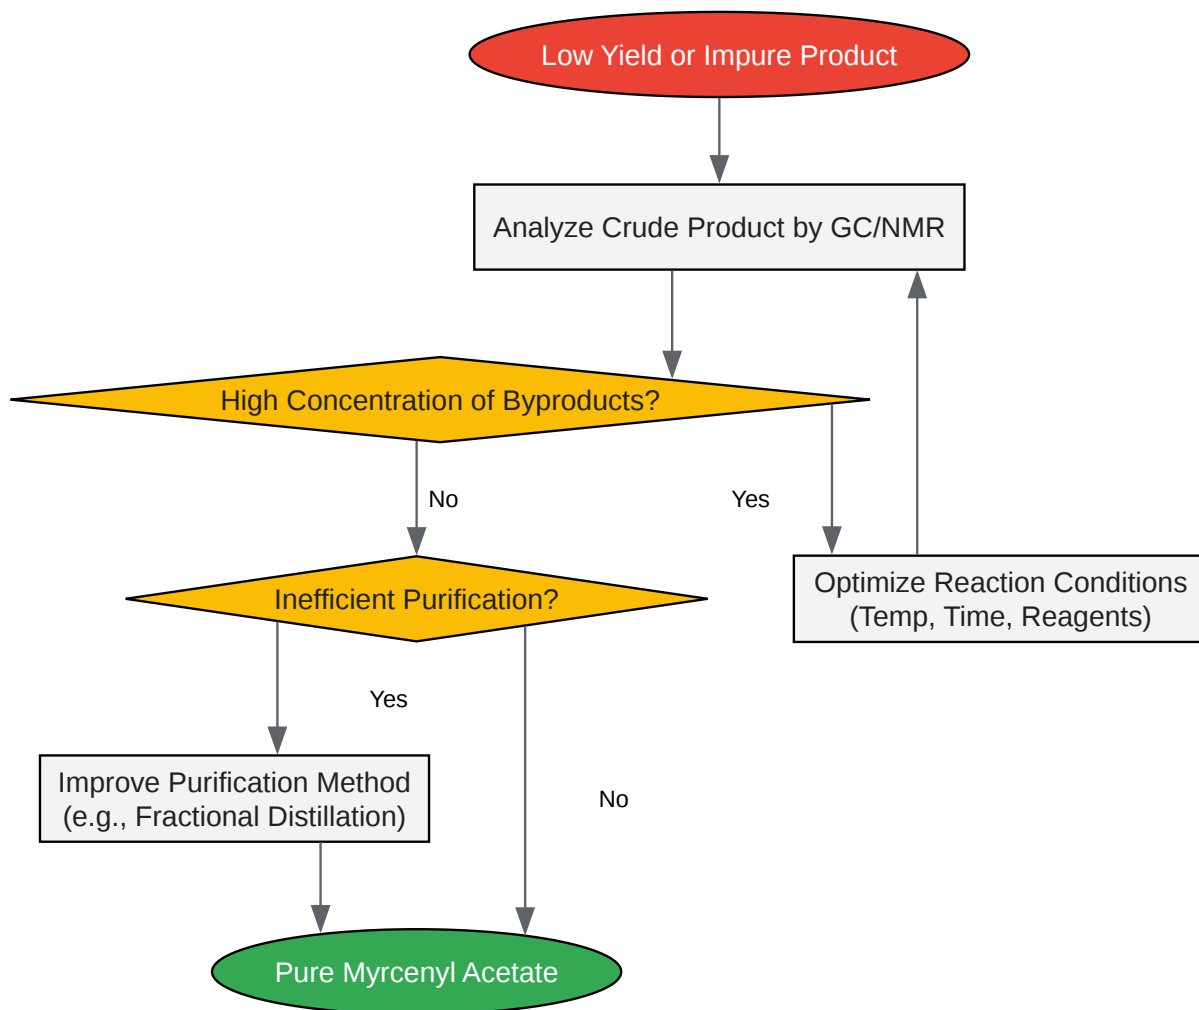 Low Yield or Impure Product
Analyze Crude Product by GC/NMR
High Concentration of Byproducts?
No
Yes
Inefficient Purification?
Optimize Reaction Conditions
(Temp, Time, Reagents)
Yes
Improve Purification Method
(e.g., Fractional Distillation)
No
Pure Myrcenyl Acetate